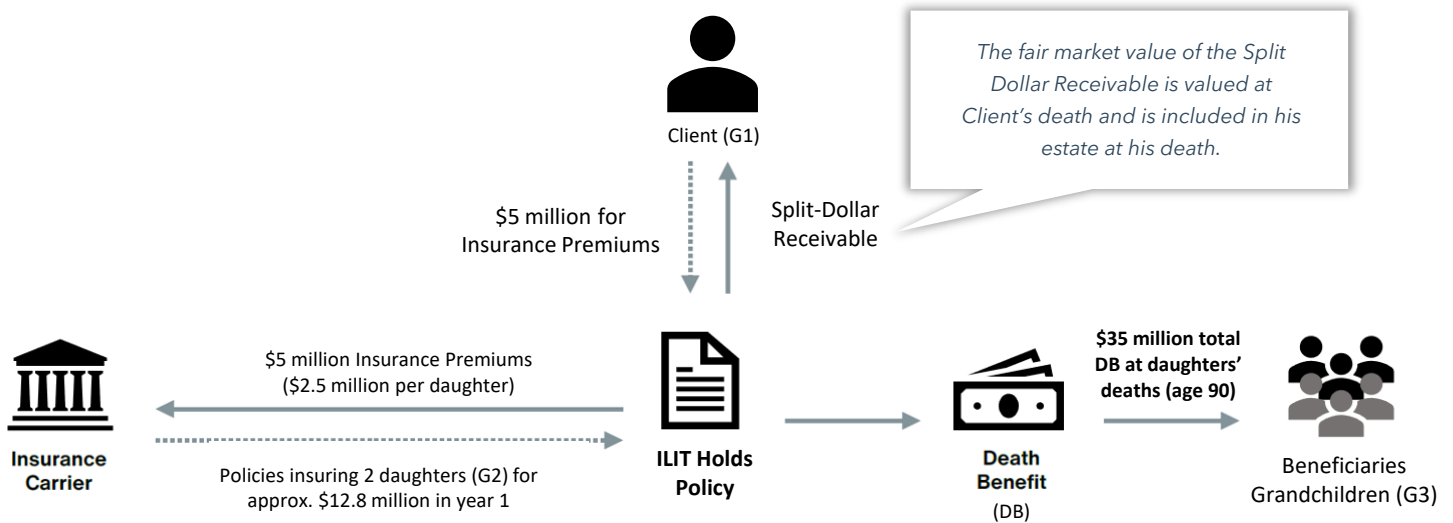 Client (G1)
The fair market value of the Split
Dollar Receivable is valued at
Client's death and is included in his
estate at his death.
$5 million for
Insurance Premiums
Split-Dollar
Receivable
$5 million Insurance Premiums
($2.5 million per daughter)
Insurance
Carrier
Policies insuring 2 daughters (G2) for
approx. $12.8 million in year 1
ILIT Holds
Policy
Death
Benefit
(DB)
$35 million total
DB at daughters'
deaths (age 90)
Beneficiaries
Grandchildren (G3)